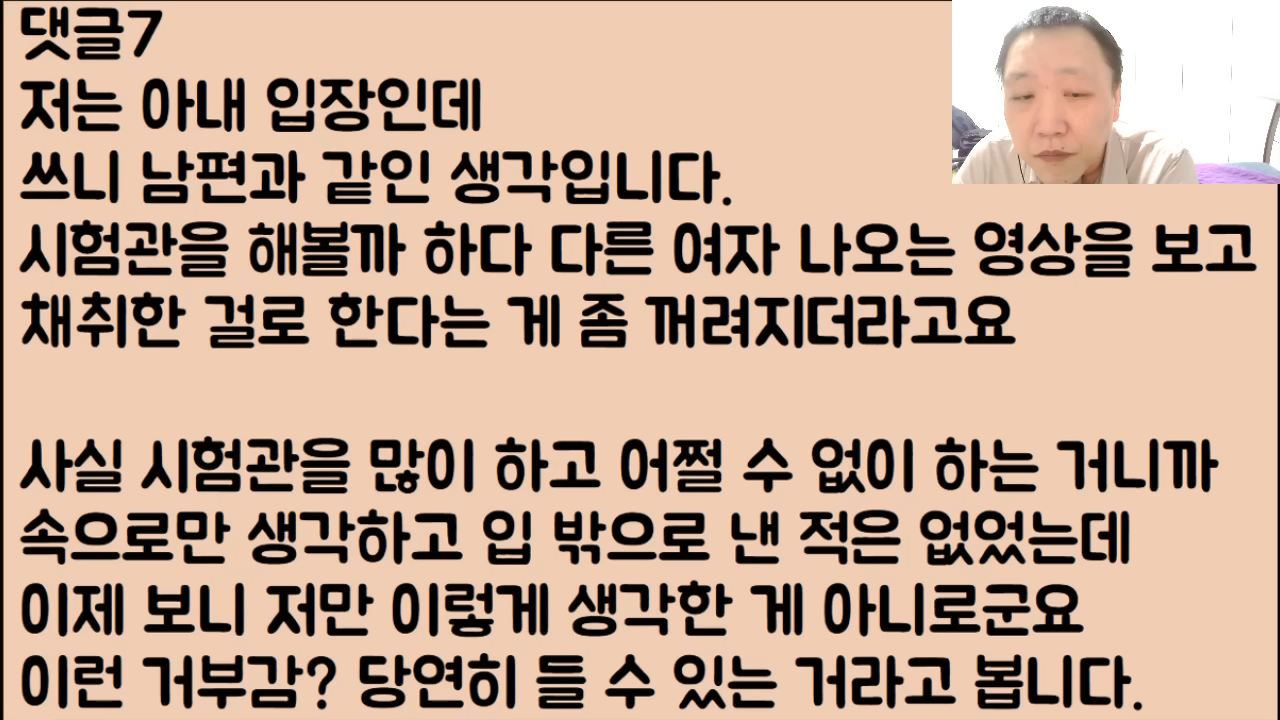 댓글7
저는 아내 입장인데
쓰니 남편과 같인 생각입니다.
시험관을 해볼까 하다 다른 여자 나오는 영상을 보고
채취한 걸로 한다는 게 좀 꺼려지더라고요
사실 시험관을 많이 하고 어쩔 수 없이 하는 거니까
속으로만 생각하고 입 밖으로 낸 적은 없었는데
이제 보니 저만 이렇게 생각한 게 아니로군요
이런 거부감? 당연히 들 수 있는 거라고 봅니다.